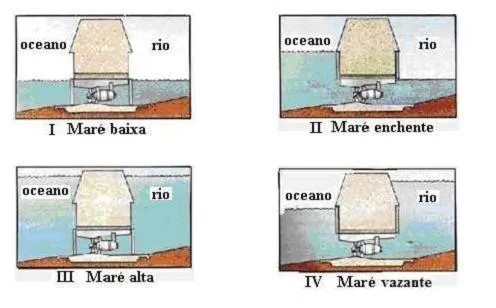 oceano rio
I Maré baixa
oceano rio
II Maré enchente
oceano rio
III Maré alta
oceano rio
IV Maré vazante